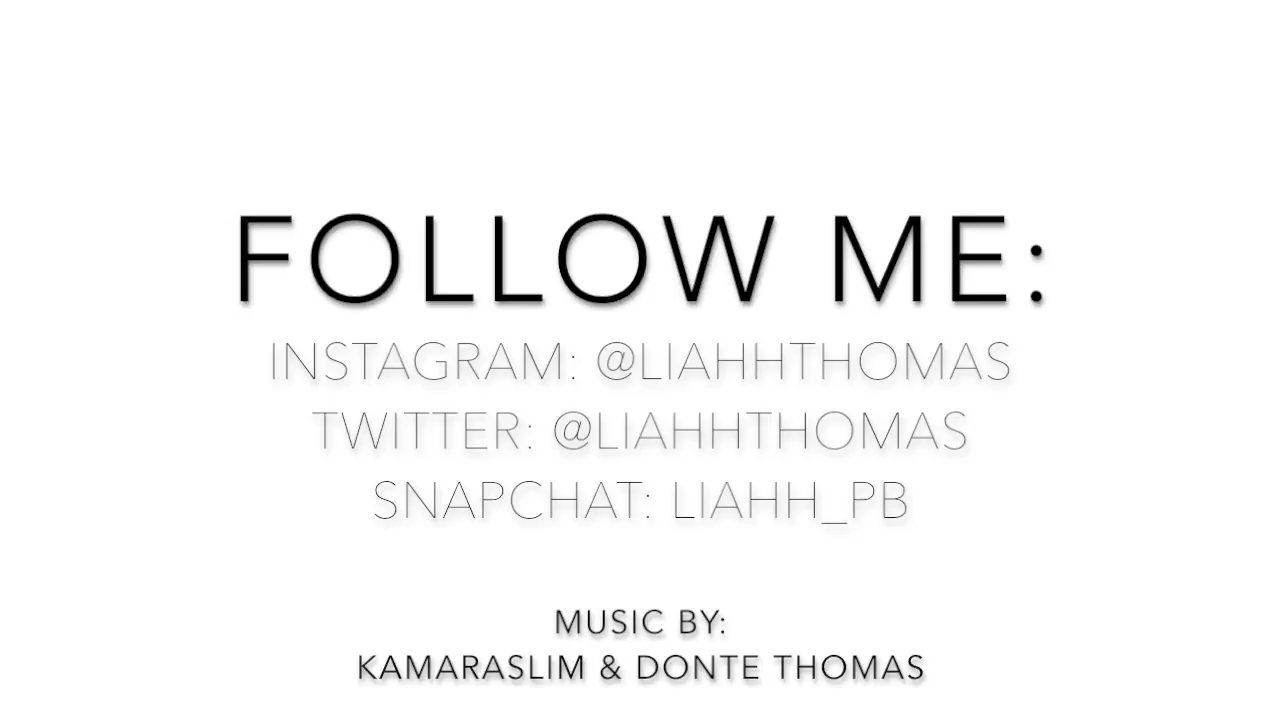 FOLLOW ME:
INSTAGRAM: @LIAHHTHOMAS
TWITTER: @LIAHHTHOMAS
SNAPCHAT: LIAHH_PB
MUSIC BY:
KAMARASLIM & DONTE THOMAS